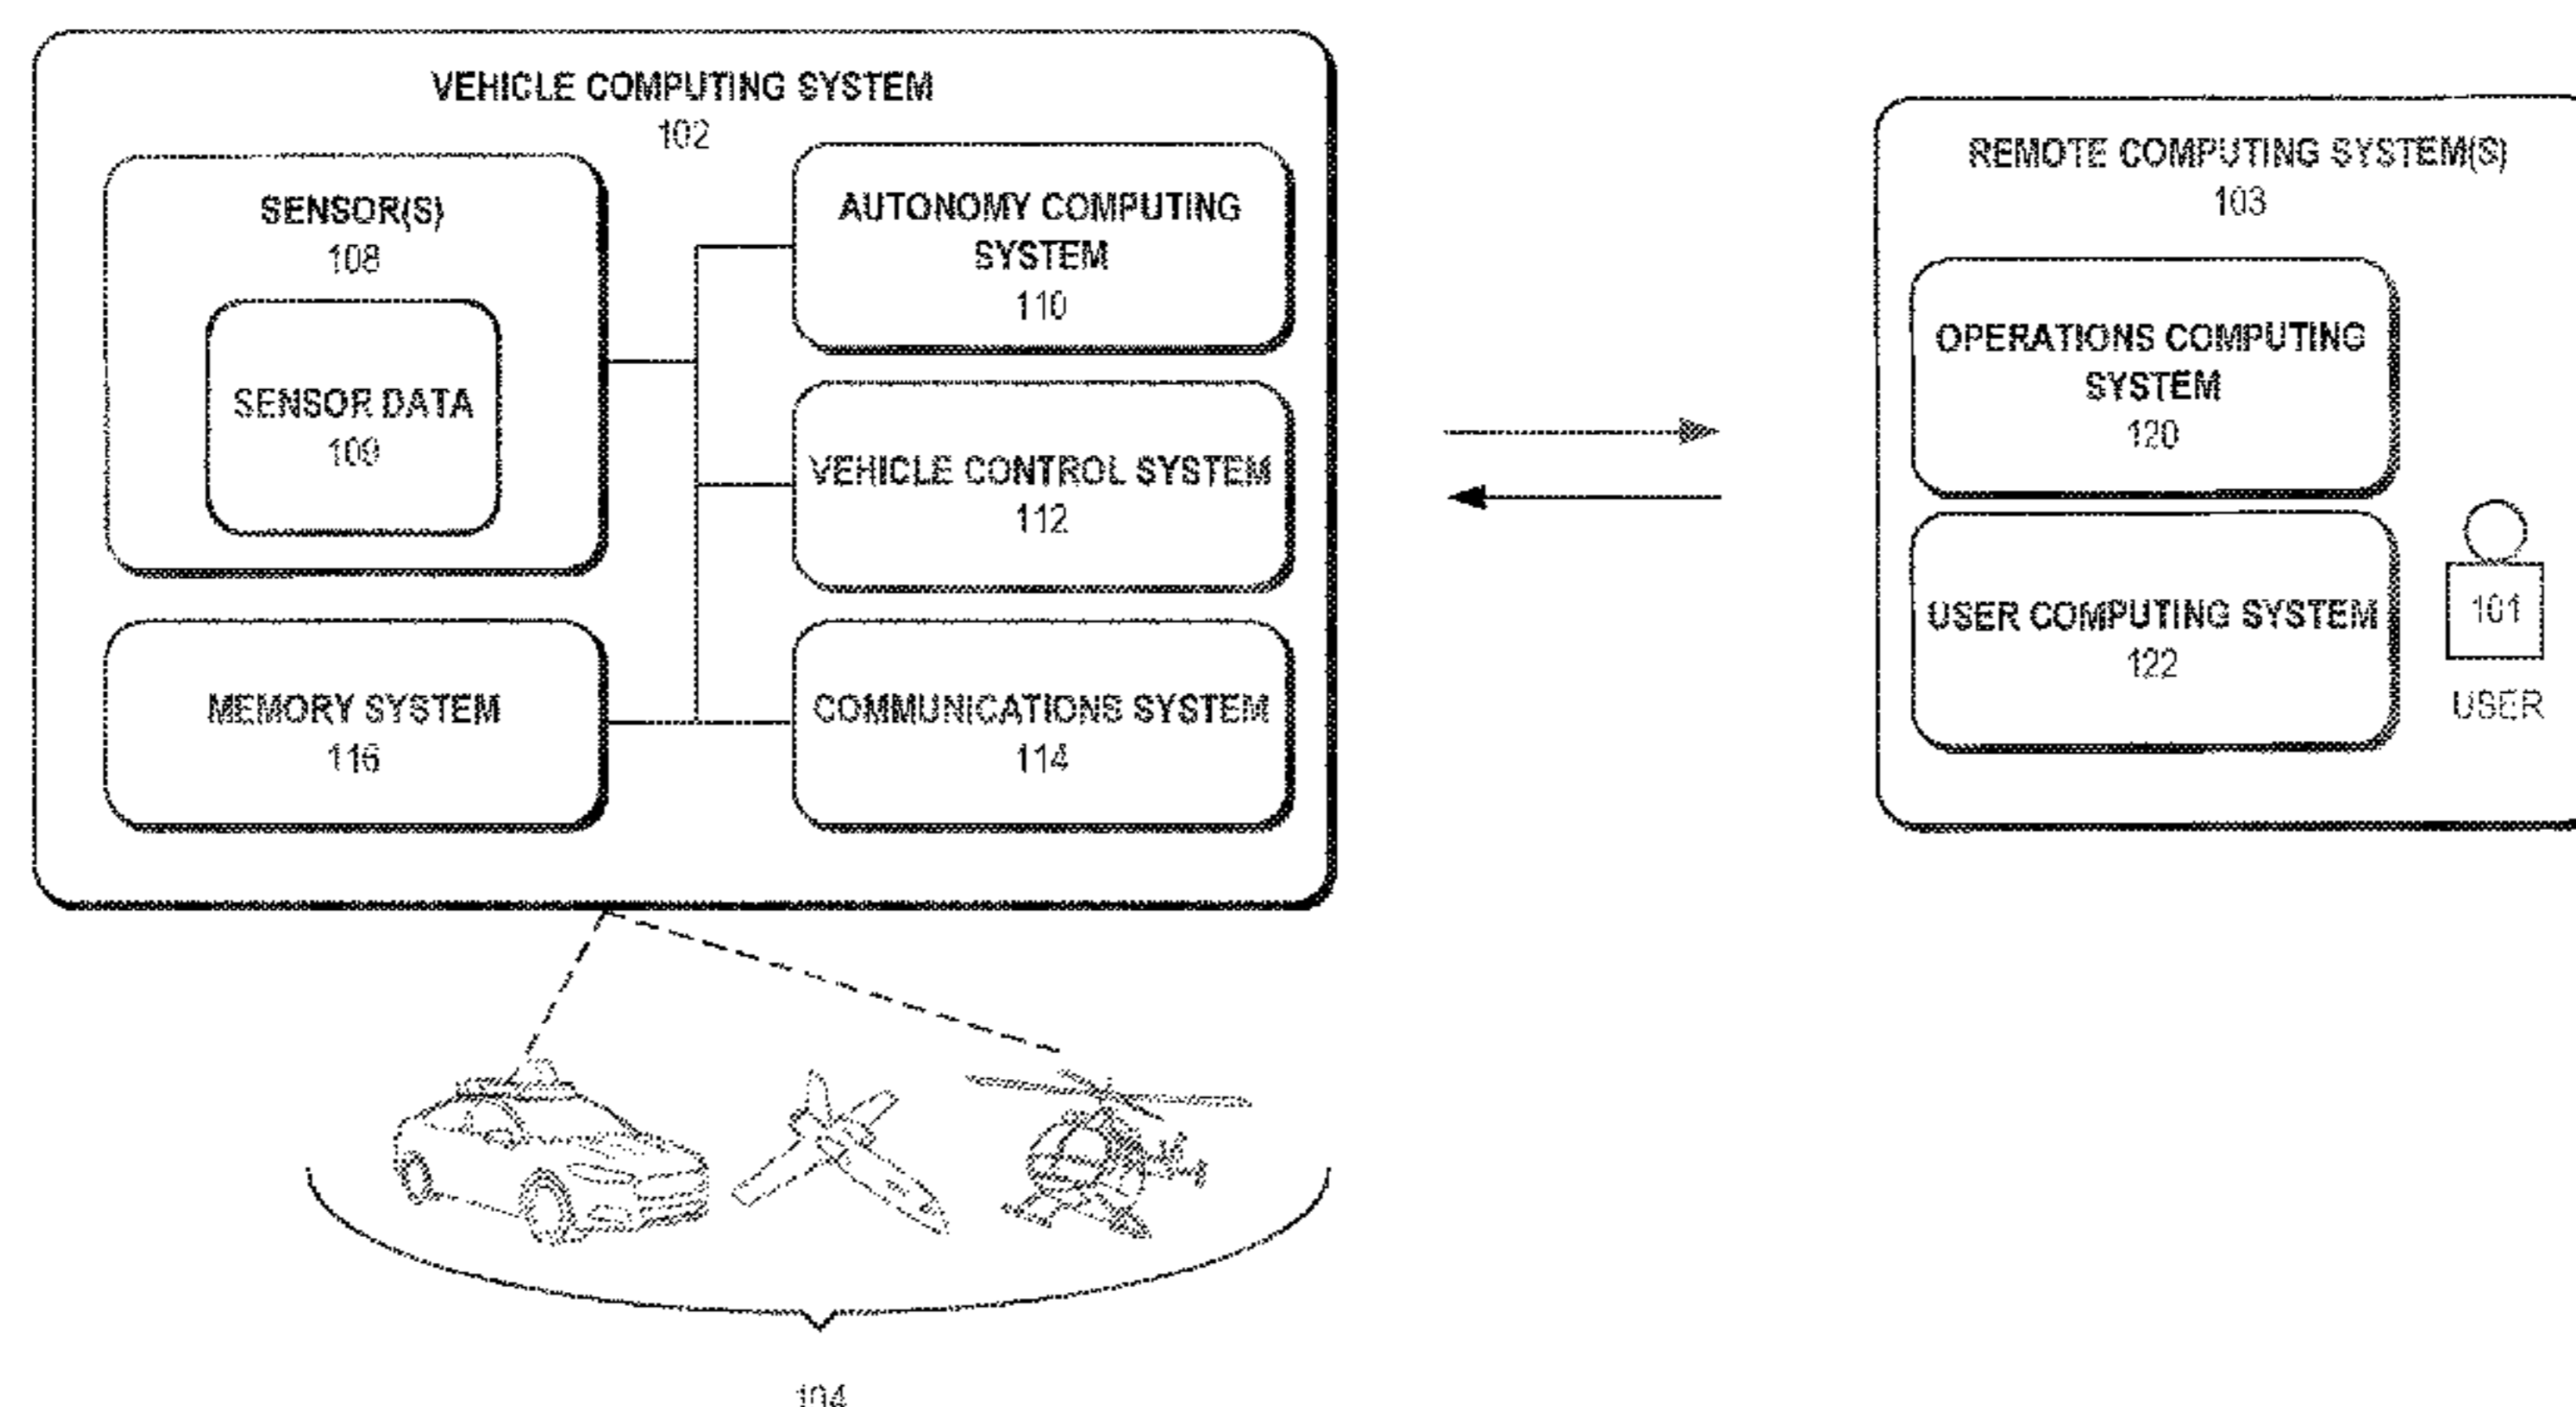 VEHICLE COMPUTING SYSTEM
102
SENSOR(S)
108
SENSOR DATA
109
MEMORY SYSTEM
116
AUTONOMY COMPUTING
SYSTEM
110
VEHICLE CONTROL SYSTEM
112
COMMUNICATIONS SYSTEM
114
REMOTE COMPUTING SYSTEM(S)
103
OPERATIONS COMPUTING
SYSTEM
120
USER COMPUTING SYSTEM
122
101
USER
104